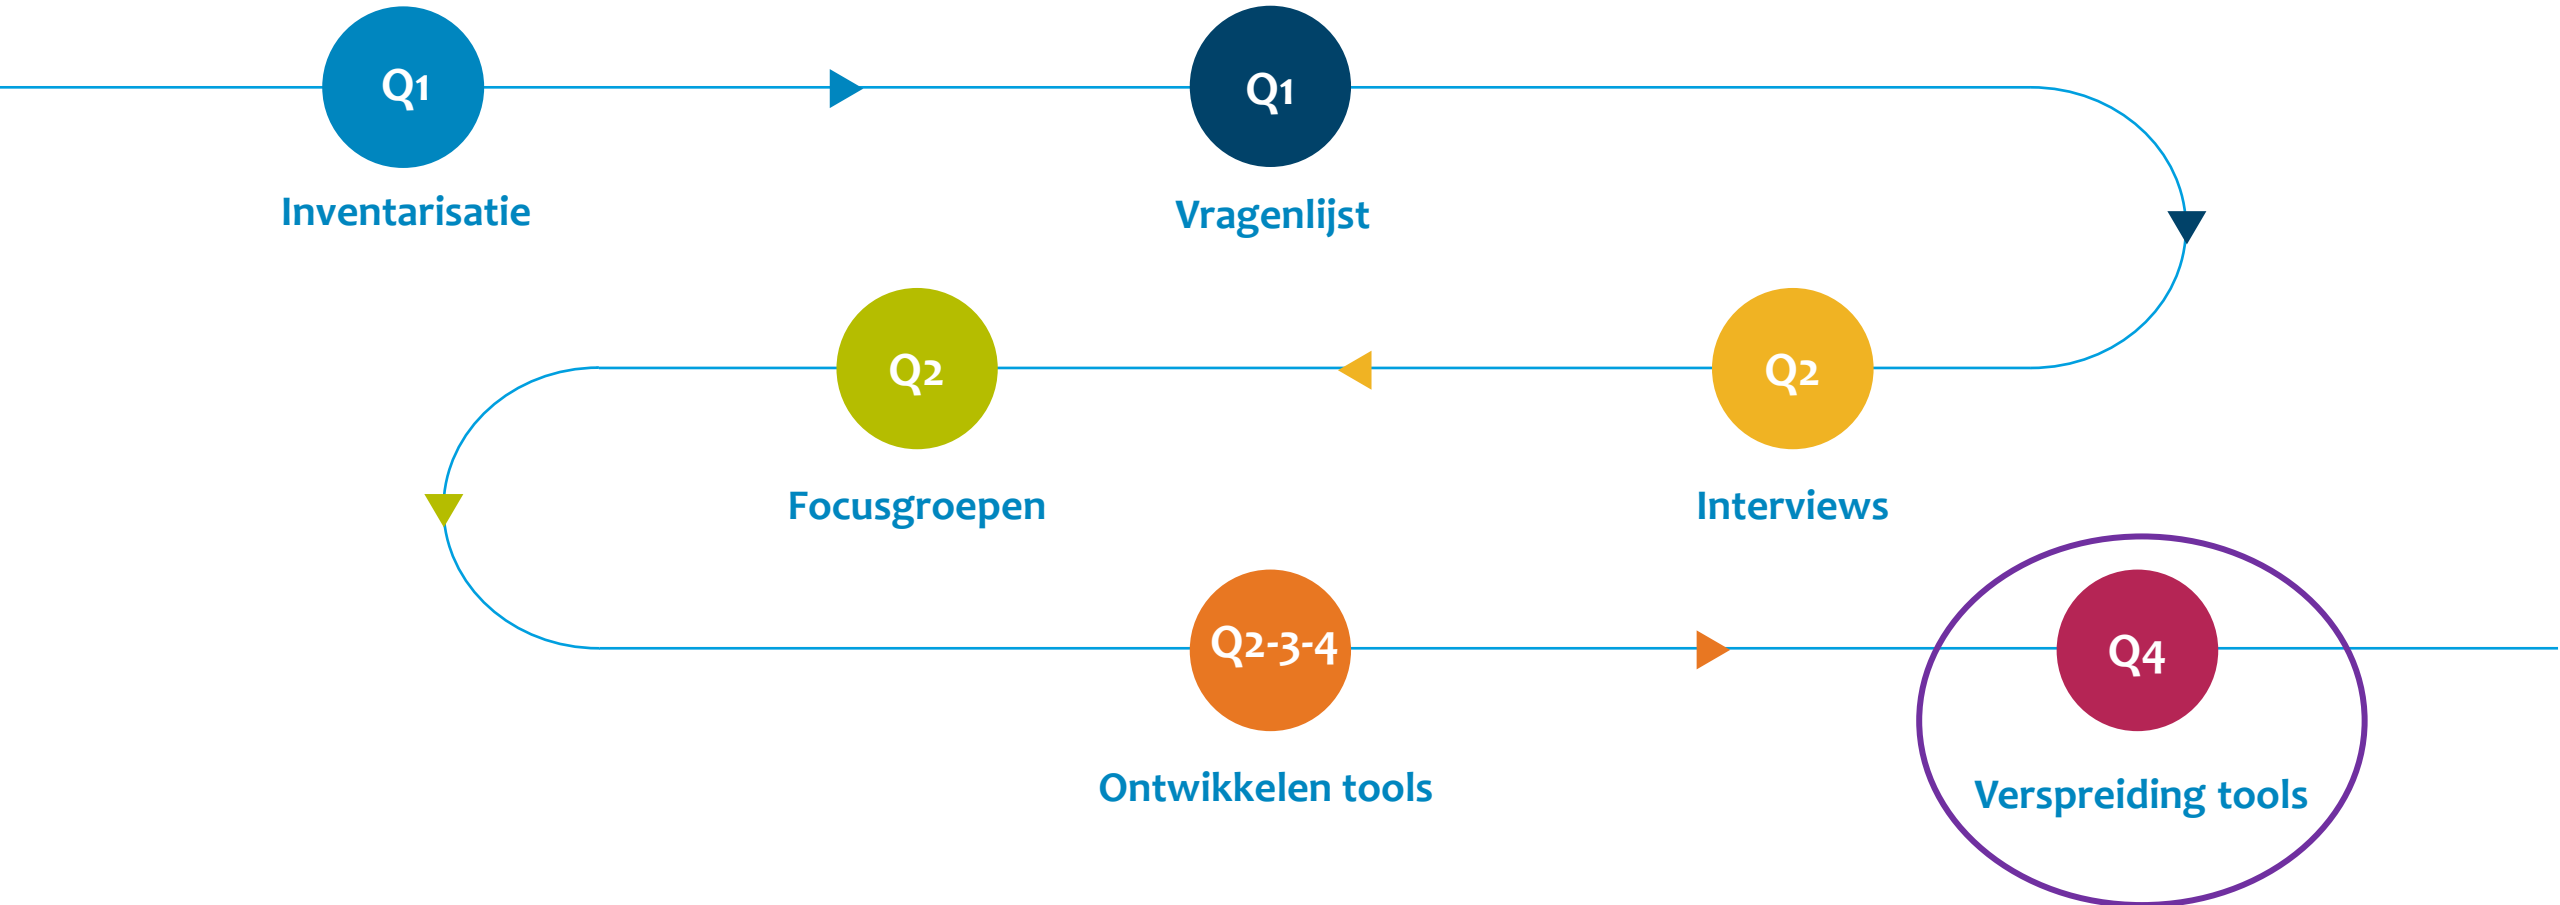 Q1
Q1
Inventarisatie
Vragenlijst
Q2
Q2
Focusgroepen
Interviews
Q2-3-4
Q4
Ontwikkelen tools
Verspreiding tools